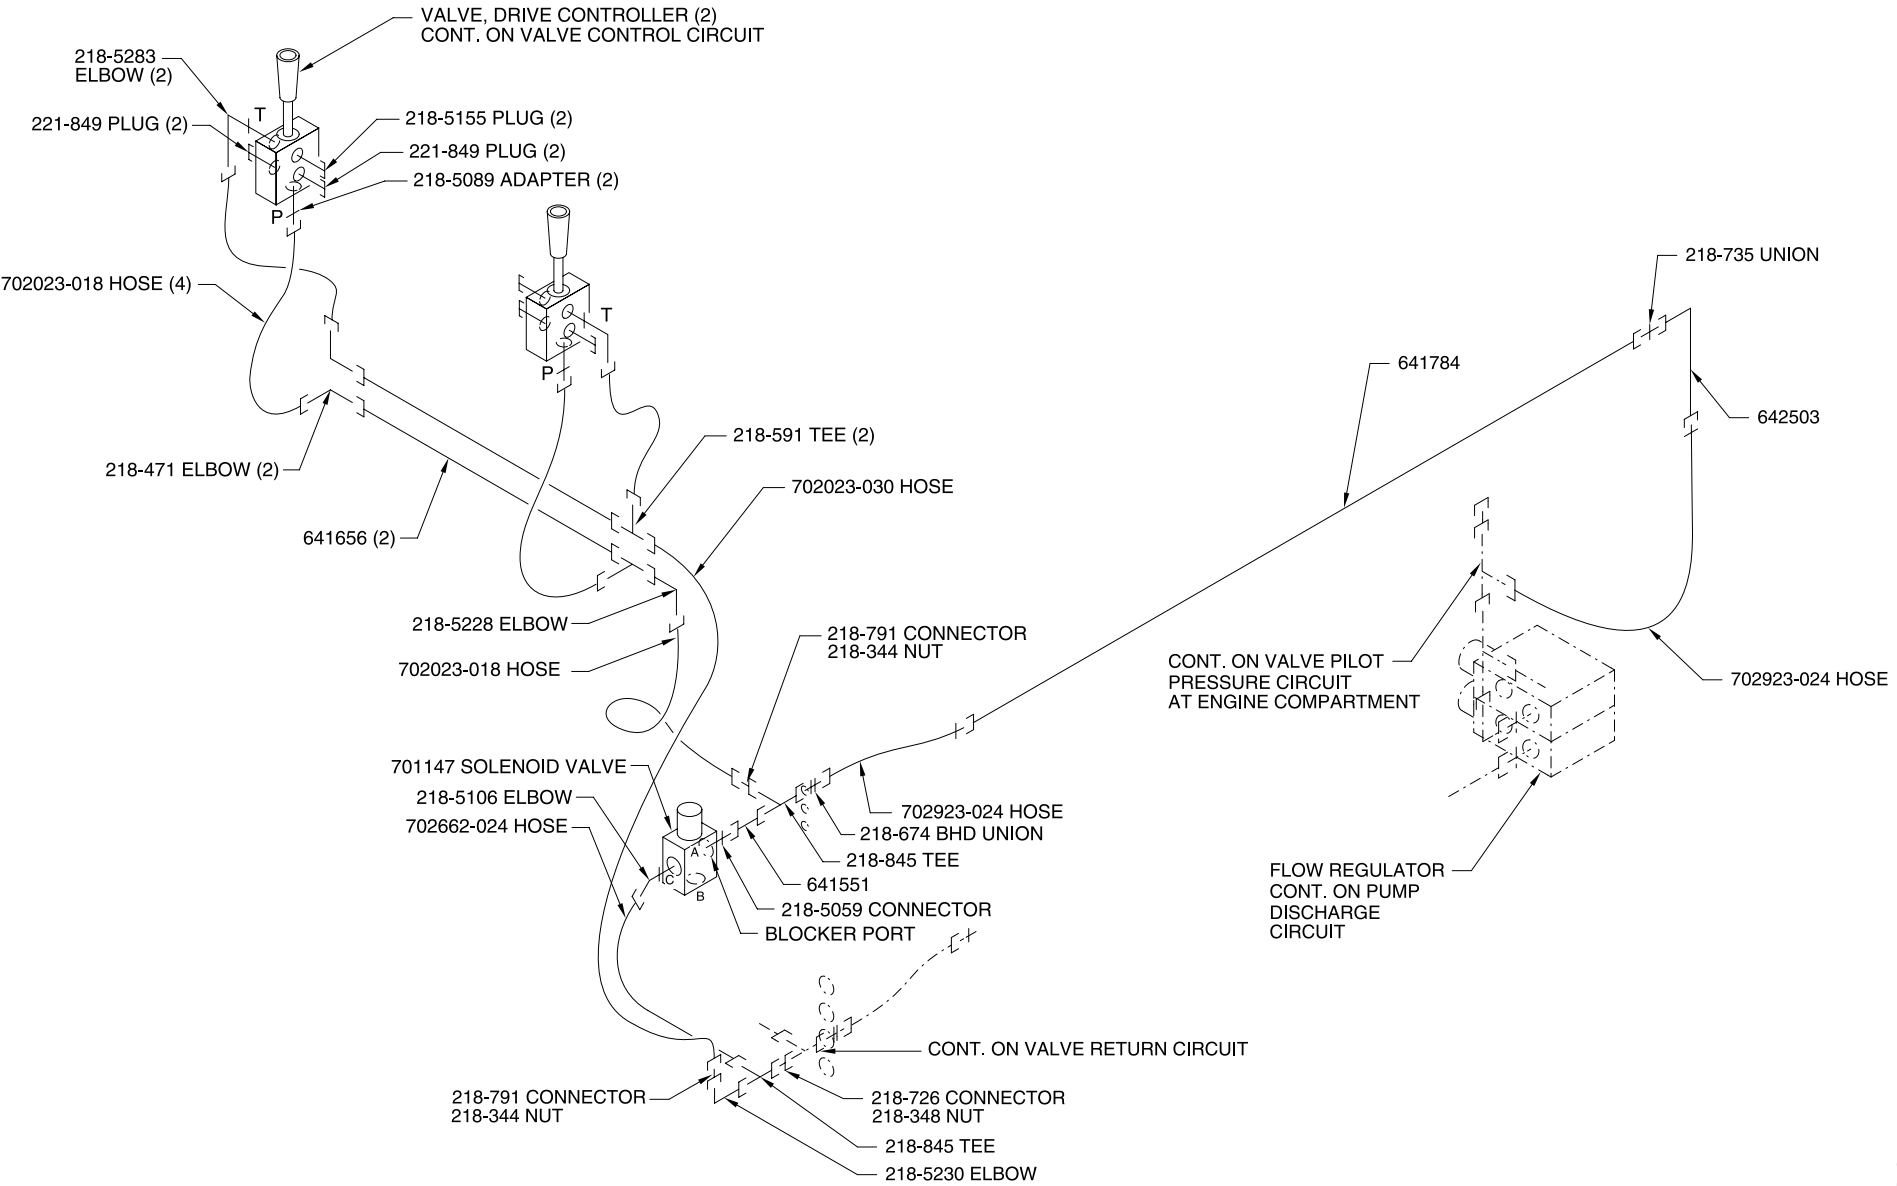 VALVE, DRIVE CONTROLLER (2)
CONT. ON VALVE CONTROL CIRCUIT
218-5283
ELBOW (2)
T
221-849 PLUG (2)
218-5155 PLUG (2)
221-849 PLUG (2)
218-5089 ADAPTER (2)
P
702023-018 HOSE (4)
218-735 UNION
T
P
641784
642503
218-591 TEE (2)
218-471 ELBOW (2)
702023-030 HOSE
641656 (2)
218-5228 ELBOW
218-791 CONNECTOR
218-344 NUT
702023-018 HOSE
CONT. ON VALVE PILOT
PRESSURE CIRCUIT
AT ENGINE COMPARTMENT
702923-024 HOSE
701147 SOLENOID VALVE
218-5106 ELBOW
702662-024 HOSE
702923-024 HOSE
218-674 BHD UNION
A
C
B
218-845 TEE
641551
218-5059 CONNECTOR
BLOCKER PORT
FLOW REGULATOR
CONT. ON PUMP
DISCHARGE
CIRCUIT
CONT. ON VALVE RETURN CIRCUIT
218-791 CONNECTOR
218-344 NUT
218-726 CONNECTOR
218-348 NUT
218-845 TEE
218-5230 ELBOW